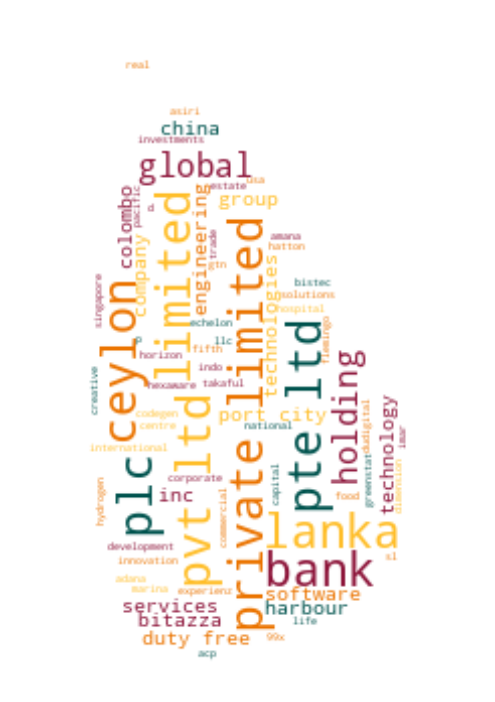 real
asiri
china
investments
global
usa
estate
group
colombo
pacific
limited
engineering
private limited
trade
amana
hatton
company
gtn
technologies
bistec
solutions
hospital
singapore
ceylon
echelon
llc
fifth
horizon
indo
hexaware
takaful
pte ltd
flemingo
holding
creative
codegen
centre
port city
national
dudigital
technology
imar
international
plc
pvt ltd
corporate
inc
capital
greenstat
dimension
food
hydrogen
commercial
lanka
development
innovation
bank
sl
adana
marina
experienz
software
services
harbour
bitazza
life
duty free
99x
acp